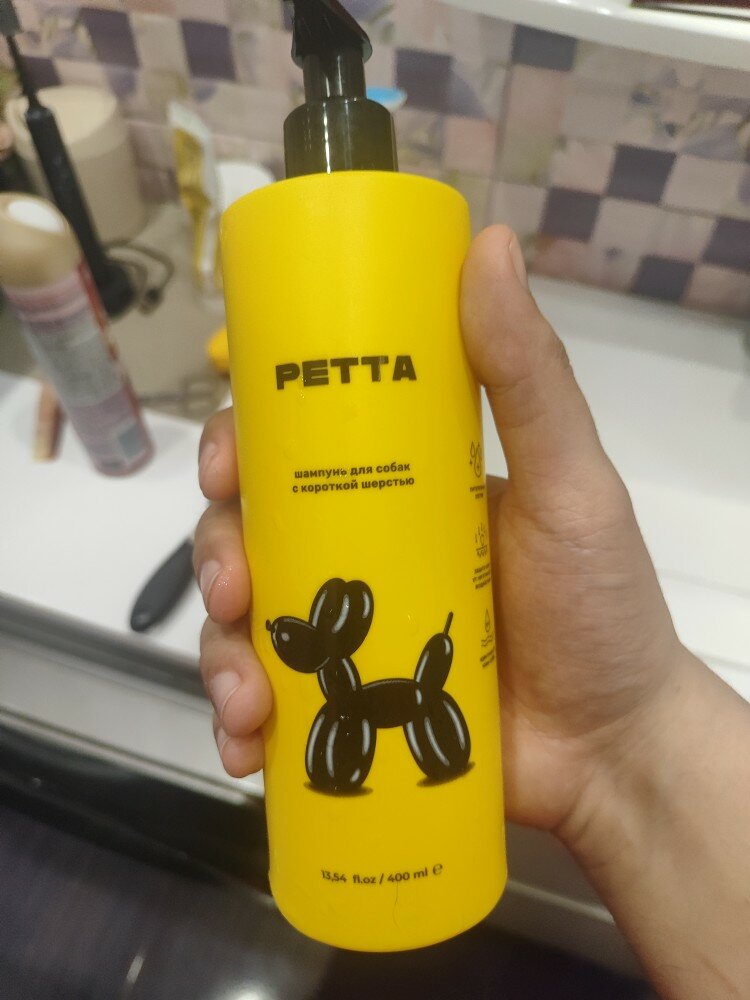 PETTA
шампунь для собак
с короткой шерстью
13,54 fl.oz / 400 ml ℮